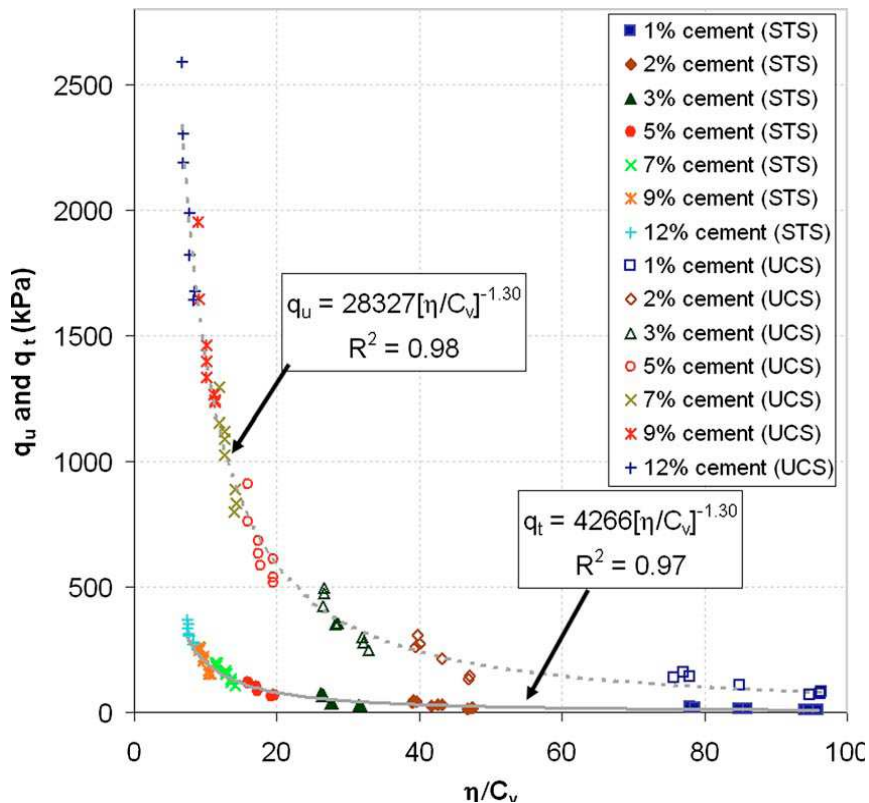 q_u and q_t (kPa)
2500
2000
1500
1000
500
0
1% cement (STS)
2% cement (STS)
3% cement (STS)
5% cement (STS)
7% cement (STS)
9% cement (STS)
12% cement (STS)
1% cement (UCS)
2% cement (UCS)
3% cement (UCS)
5% cement (UCS)
7% cement (UCS)
9% cement (UCS)
12% cement (UCS)
q_u = 28327[η/C_v]^-1.30
R² = 0.98
q_t = 4266[η/C_v]^-1.30
R² = 0.97
0 20 40 60 80 100
η/C_v